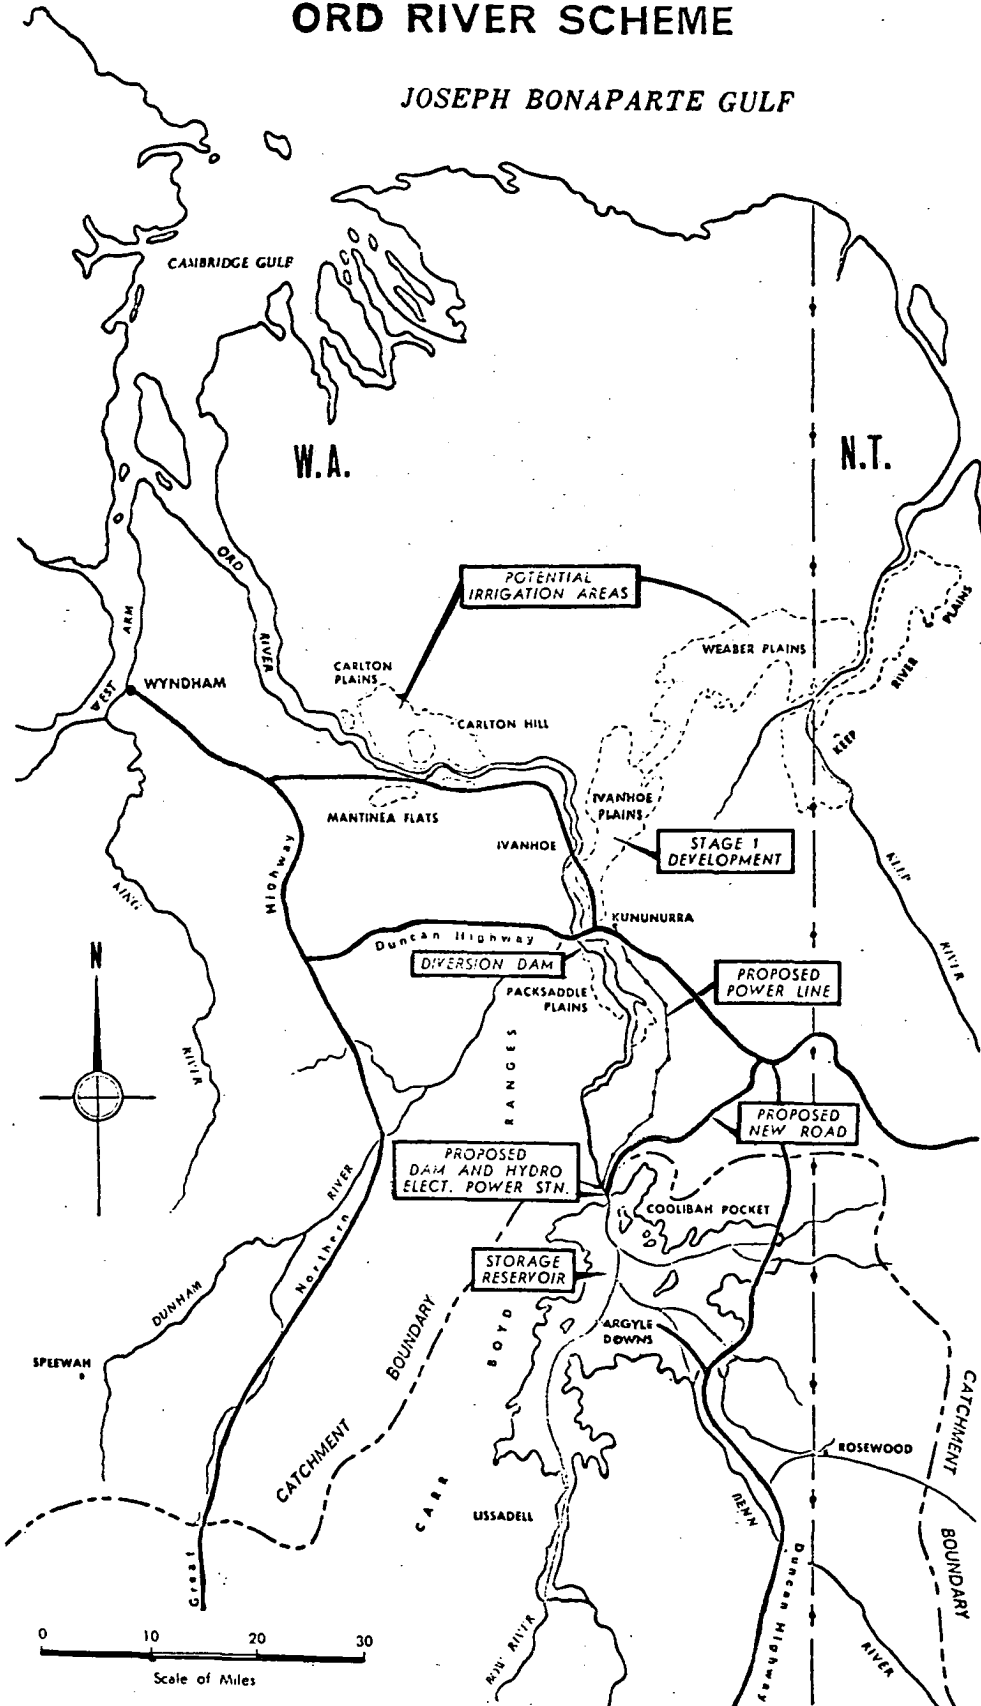 ORD RIVER SCHEME
JOSEPH BONAPARTE GULF
CAMBRIDGE GULF
W.A.
N.T.
ORD
RIVER
POTENTIAL
IRRIGATION AREAS
ARM
WEST
WYNDHAM
CARLTON
PLAINS
CARLTON HILL
WEABER PLAINS
PLAINS
RIVER
KEEP
MANTINEA FLATS
IVANHOE
PLAINS
IVANHOE
STAGE 1
DEVELOPMENT
Highway
KING
RIVER
KEEP
RIVER
KUNUNURRA
Duncan Highway
DIVERSION DAM
PACKSADDLE
PLAINS
PROPOSED
POWER LINE
N
RANGES
PROPOSED
NEW ROAD
PROPOSED
DAM AND HYDRO
ELECT. POWER STN.
COOLIBAH POCKET
RIVER
Northern
DUNHAM
STORAGE
RESERVOIR
BOUNDARY
BOYD
ARGYLE
DOWNS
SPEEWAH
CATCHMENT
CARR
LISSADELL
ROSEWOOD
CATCHMENT
BOUNDARY
Great
Duncan Highway
RIVER
RIVER
0 10 20 30
Scale of Miles